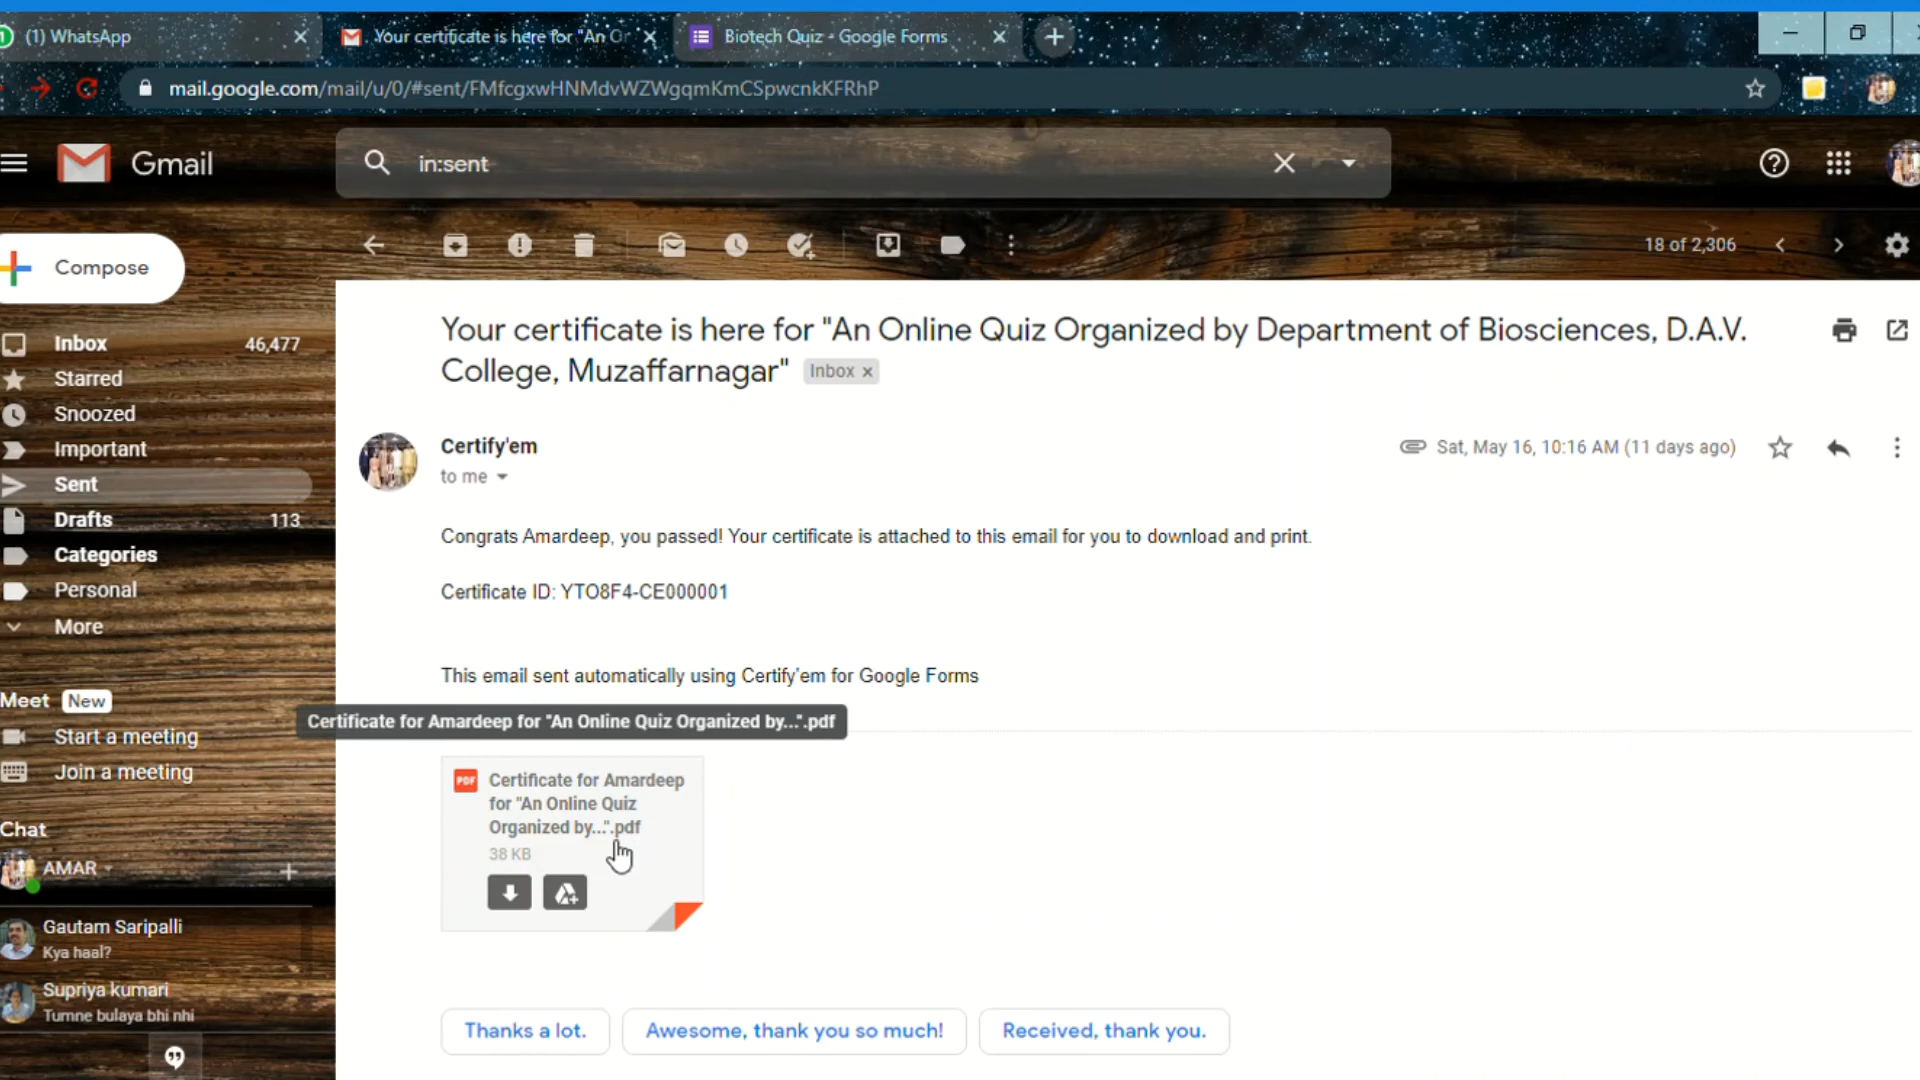 (1) WhatsApp
Your certificate is here for "An Or
Biotech Quiz - Google Forms
mail.google.com/mail/u/0/#sent/FMfcgxwHNMdvWZWgqmKmCSpwcnkKFRhP
Gmail
in:sent
Compose
18 of 2,306
Inbox 46,477
Starred
Snoozed
Important
Sent
Drafts 113
Categories
Personal
More
Meet New
Start a meeting
Join a meeting
Chat
AMAR
Gautam Saripalli
Kya haal?
Supriya kumari
Tumne bulaya bhi nhi
Your certificate is here for "An Online Quiz Organized by Department of Biosciences, D.A.V.
College, Muzaffarnagar" Inbox x
Certify'em
Sat, May 16, 10:16 AM (11 days ago)
to me
Congrats Amardeep, you passed! Your certificate is attached to this email for you to download and print.
Certificate ID: YTO8F4-CE000001
This email sent automatically using Certify'em for Google Forms
Certificate for Amardeep for "An Online Quiz Organized by...".pdf
PDF
Certificate for Amardeep
for "An Online Quiz
Organized by...".pdf
38 KB
Thanks a lot.
Awesome, thank you so much!
Received, thank you.